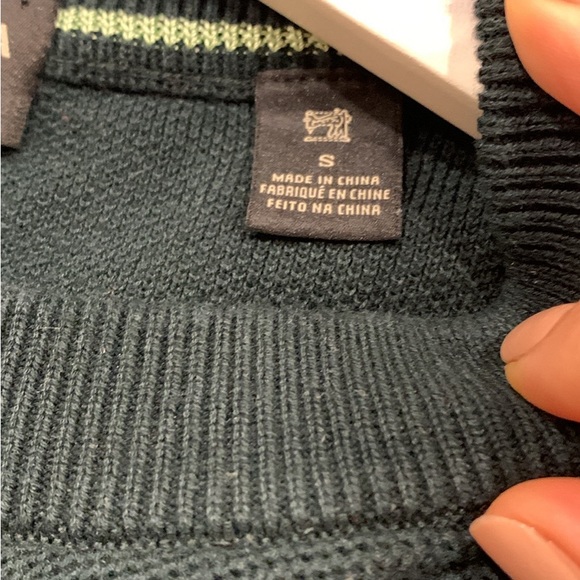 S
MADE IN CHINA
FABRIQUÉ EN CHINE
FEITO NA CHINA